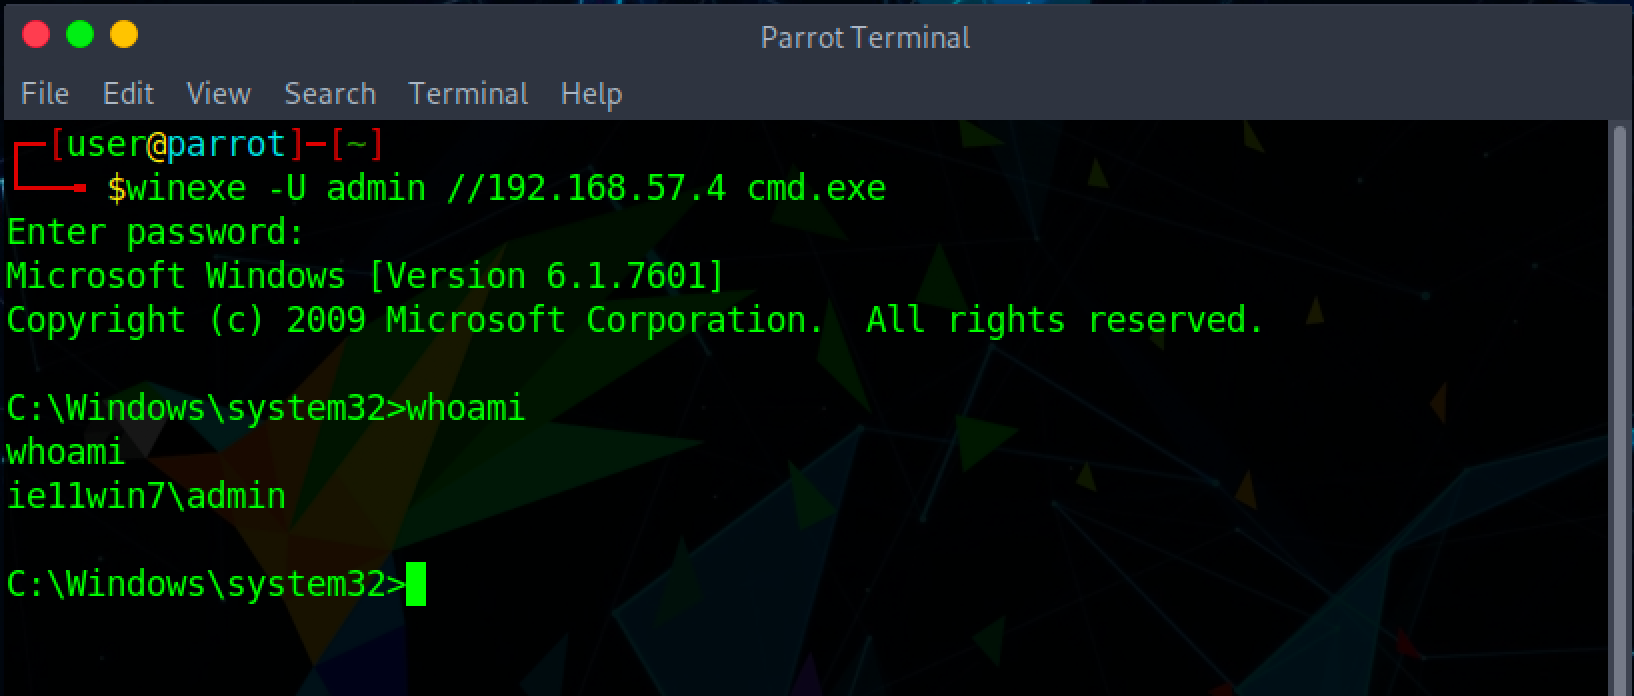 Parrot Terminal
File Edit View Search Terminal Help
[user@parrot]─[~]
$winexe -U admin //192.168.57.4 cmd.exe
Enter password:
Microsoft Windows [Version 6.1.7601]
Copyright (c) 2009 Microsoft Corporation.  All rights reserved.
C:\Windows\system32>whoami
whoami
ie11win7\admin
C:\Windows\system32>